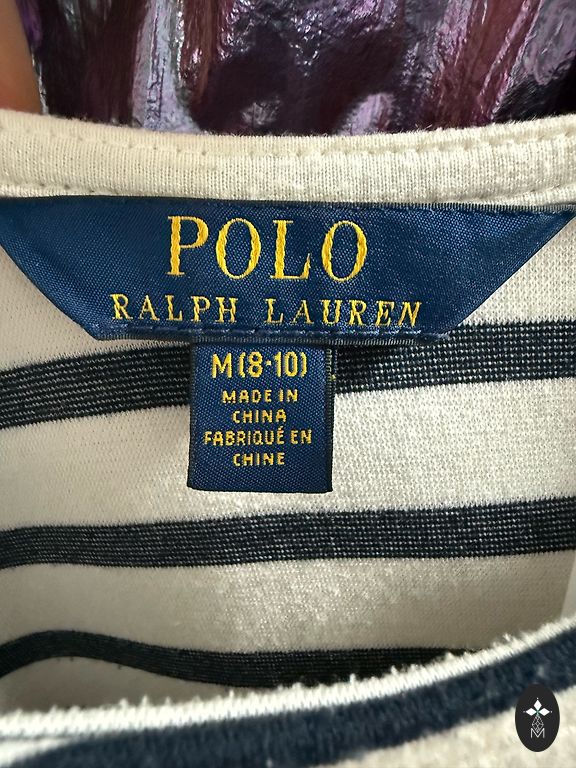 POLO
RALPH LAUREN
M(8-10)
MADE IN
CHINA
FABRIQUÉ EN
CHINE
M